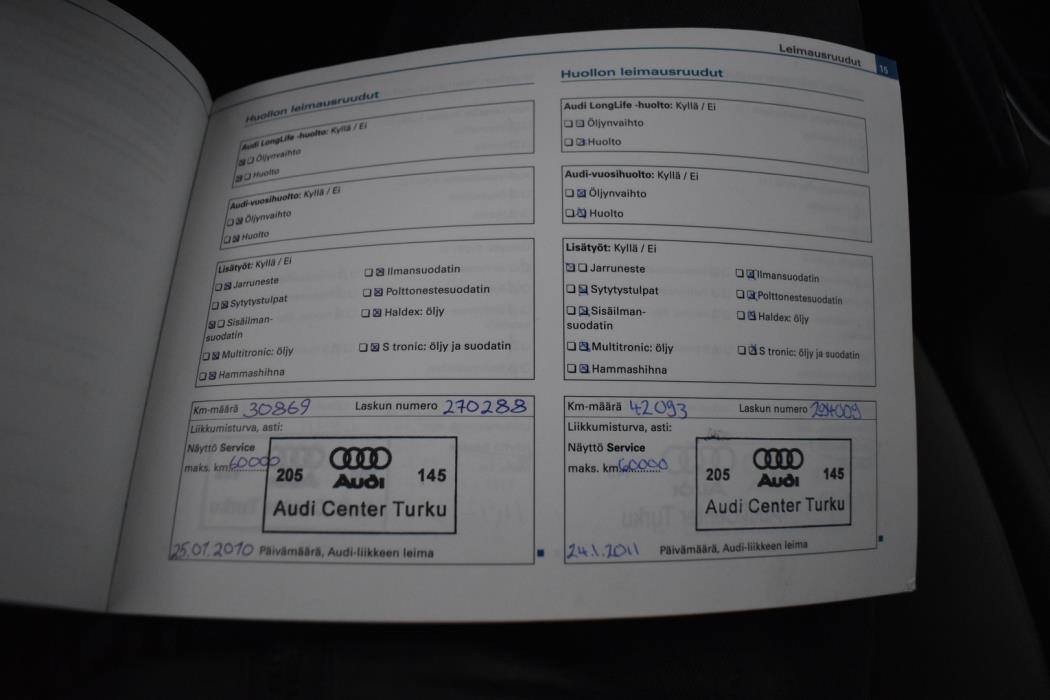 Leimausruudut 15
Huollon leimausruudut
Audi LongLife -huolto: Kyllä / Ei
Öljynvaihto
Huolto
Audi-vuosihuolto: Kyllä / Ei
Öljynvaihto
Huolto
Lisätyöt: Kyllä / Ei
Jarruneste
Sytytystulpat
Sisäilman-
suodatin
Multitronic: öljy
Hammashihna
Ilmansuodatin
Polttonestesuodatin
Haldex: öljy
S tronic: öljy ja suodatin
Km-määrä 30869 Laskun numero 270288
Liikkumisturva, asti:
Näyttö Service
maks. km 60000
205 Audi 145
Audi Center Turku
25.01.2010 Päivämäärä, Audi-liikkeen leima
Huollon leimausruudut
Audi LongLife -huolto: Kyllä / Ei
Öljynvaihto
Huolto
Audi-vuosihuolto: Kyllä / Ei
Öljynvaihto
Huolto
Lisätyöt: Kyllä / Ei
Jarruneste
Sytytystulpat
Sisäilman-
suodatin
Multitronic: öljy
Hammashihna
Ilmansuodatin
Polttonestesuodatin
Haldex: öljy
S tronic: öljy ja suodatin
Km-määrä 42093 Laskun numero
Liikkumisturva, asti:
Näyttö Service
maks. km 60000
205 Audi 145
Audi Center Turku
24.1.2011 Päivämäärä, Audi-liikkeen leima